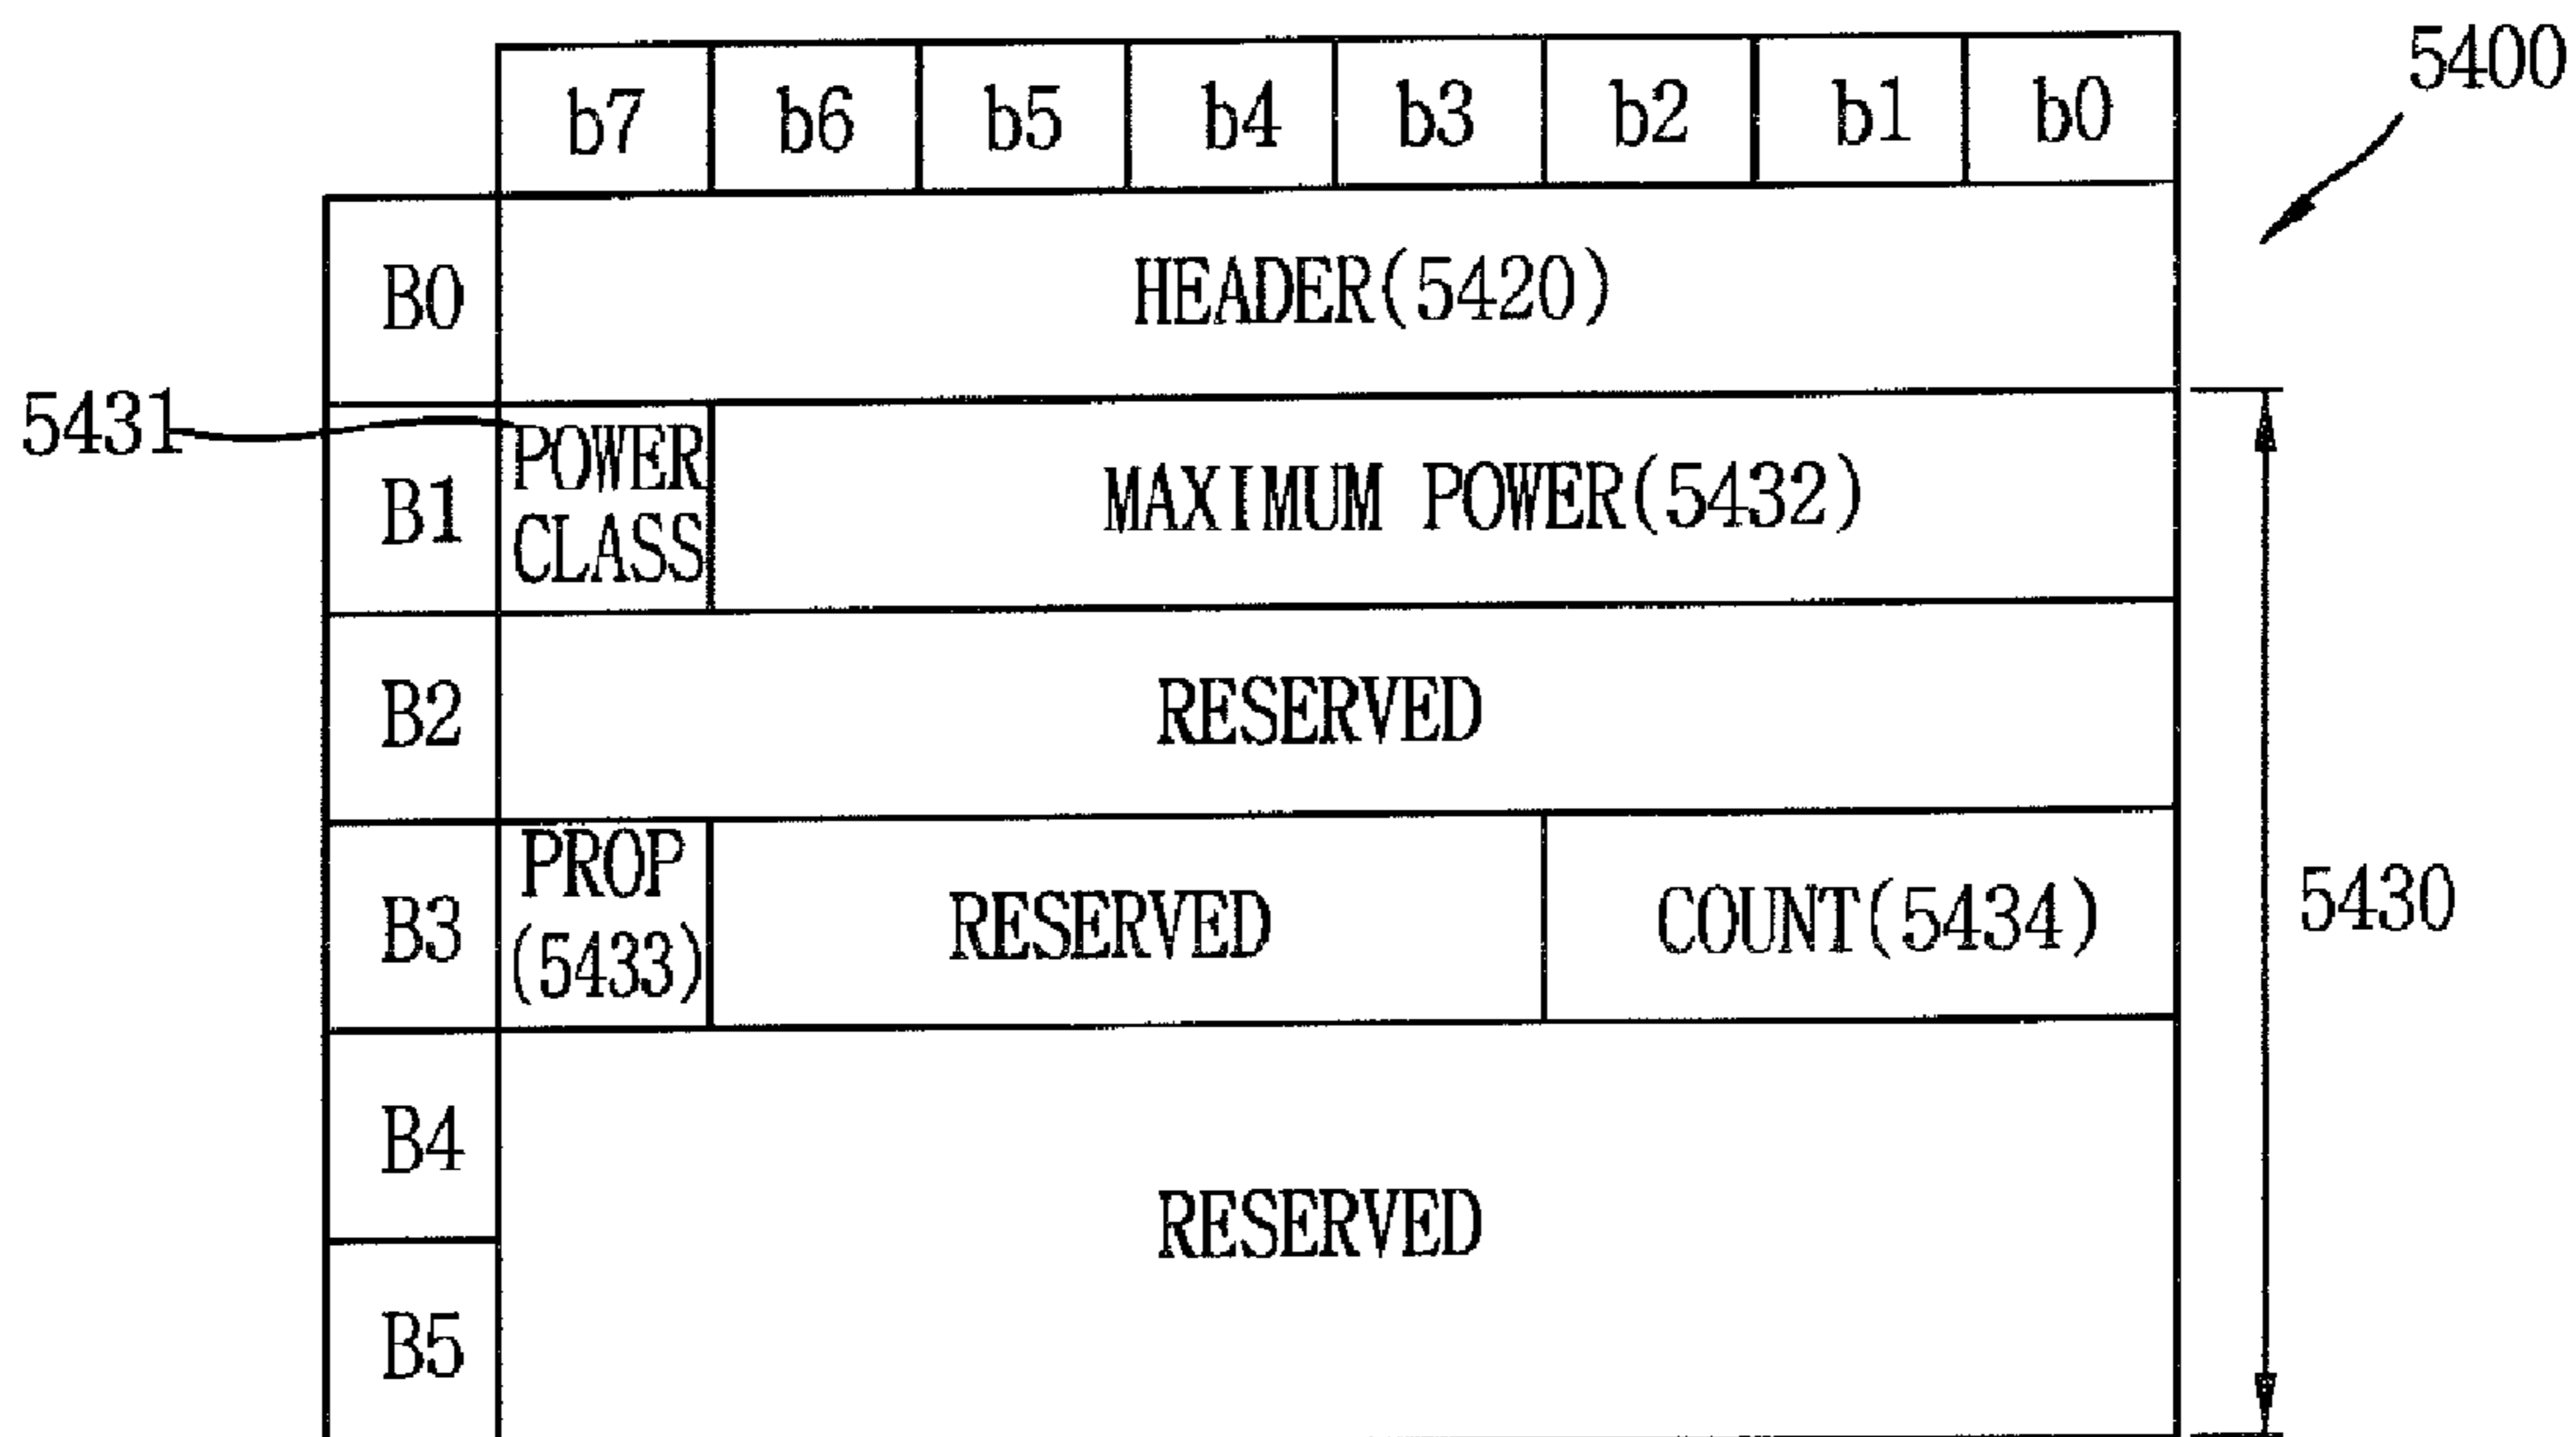 5400
b7 b6 b5 b4 b3 b2 b1 b0
B0 HEADER(5420)
5431
B1 POWER CLASS MAXIMUM POWER(5432)
B2 RESERVED
B3 PROP (5433) RESERVED COUNT(5434)
5430
B4
RESERVED
B5